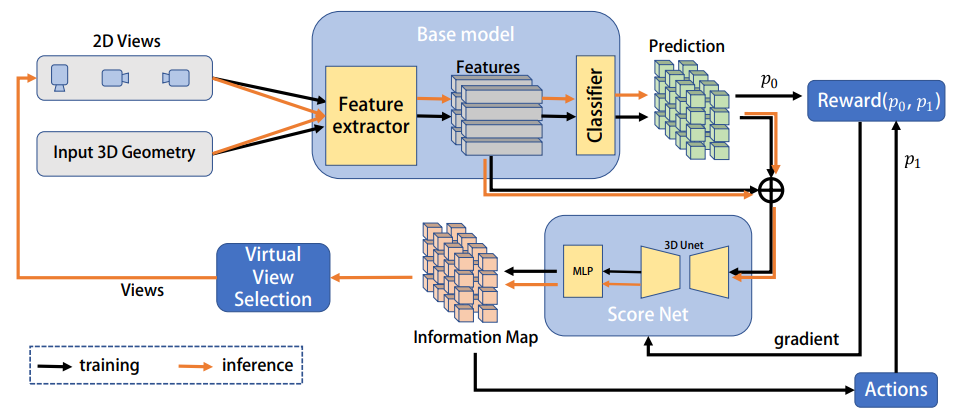 Base model
2D Views
Input 3D Geometry
Feature
extractor
Features
Classifier
Prediction
p₀
Reward(p₀, p₁)
p₁
Virtual
View
Selection
Views
Information Map
MLP
3D Unet
Score Net
gradient
Actions
training
inference